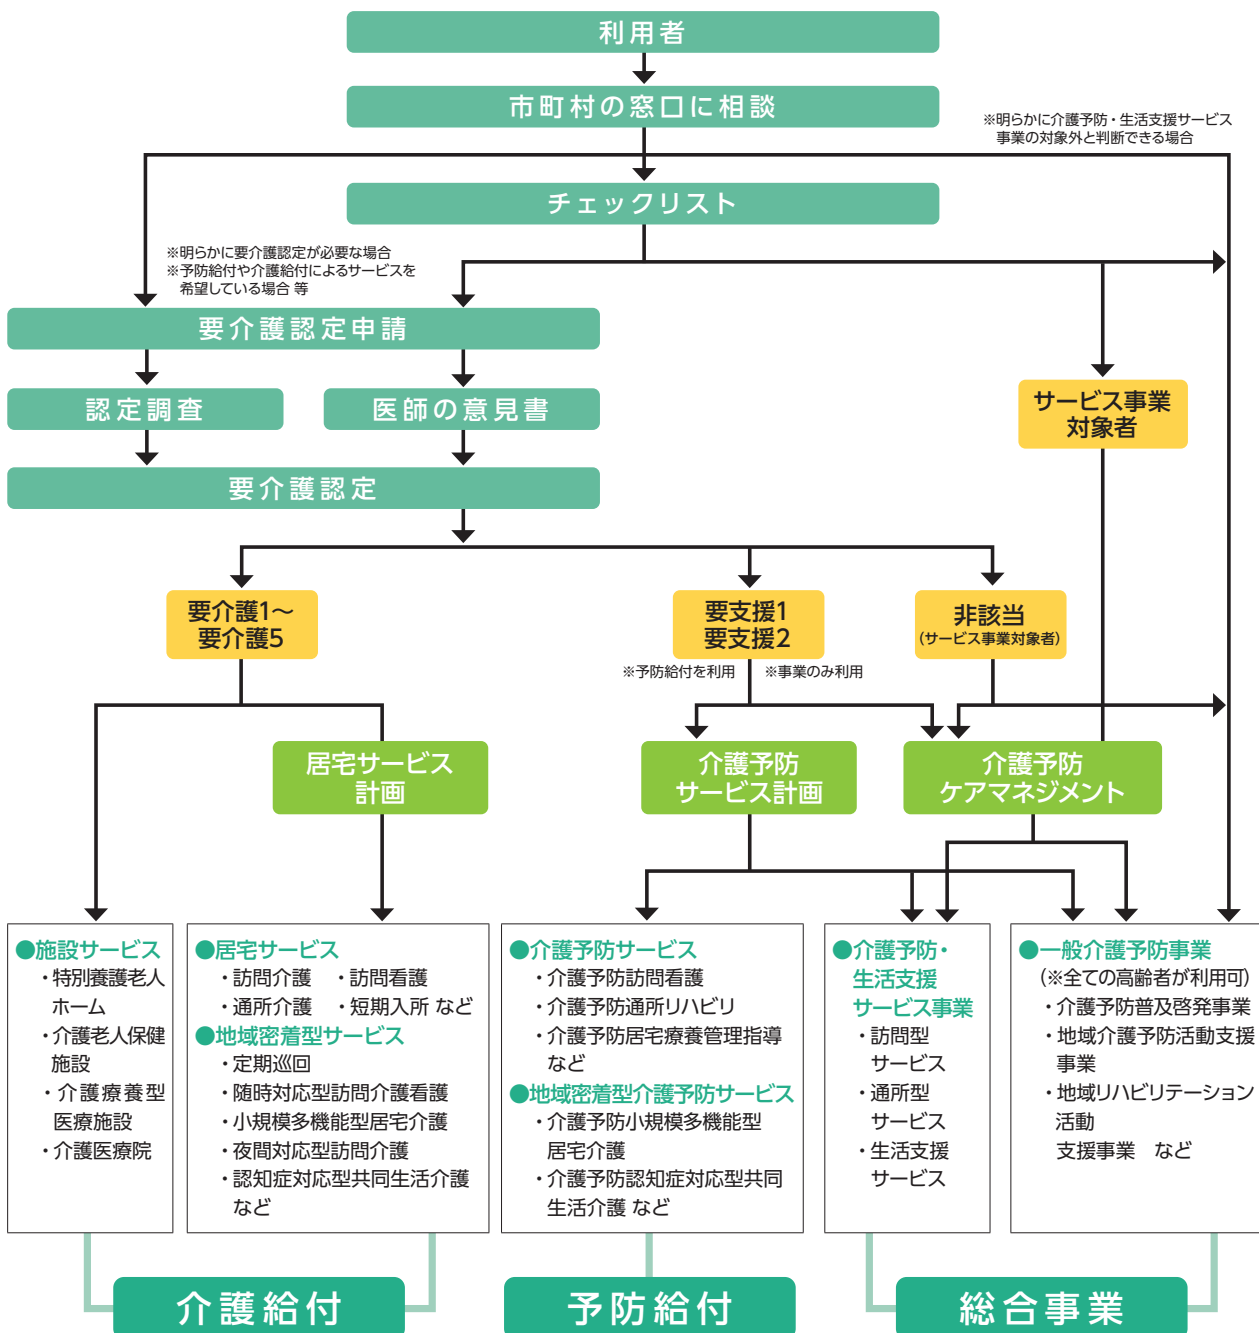 利用者
市町村の窓口に相談
※明らかに介護予防・生活支援サービス
事業の対象外と判断できる場合
チェックリスト
※明らかに要介護認定が必要な場合
※予防給付や介護給付によるサービスを
希望している場合 等
要介護認定申請
認定調査
医師の意見書
サービス事業
対象者
要介護認定
要介護1～
要介護5
要支援1
要支援2
非該当
(サービス事業対象者)
※予防給付を利用
※事業のみ利用
居宅サービス
計画
介護予防
サービス計画
介護予防
ケアマネジメント
●施設サービス
・特別養護老人
ホーム
・介護老人保健
施設
・介護療養型
医療施設
・介護医療院
●居宅サービス
・訪問介護 ・訪問看護
・通所介護 ・短期入所 など
●地域密着型サービス
・定期巡回
・随時対応型訪問介護看護
・小規模多機能型居宅介護
・夜間対応型訪問介護
・認知症対応型共同生活介護
など
●介護予防サービス
・介護予防訪問看護
・介護予防通所リハビリ
・介護予防居宅療養管理指導
など
●地域密着型介護予防サービス
・介護予防小規模多機能型
居宅介護
・介護予防認知症対応型共同
生活介護 など
●介護予防・
生活支援
サービス事業
・訪問型
サービス
・通所型
サービス
・生活支援
サービス
●一般介護予防事業
(※全ての高齢者が利用可)
・介護予防普及啓発事業
・地域介護予防活動支援
事業
・地域リハビリテーション
活動
支援事業 など
介護給付
予防給付
総合事業